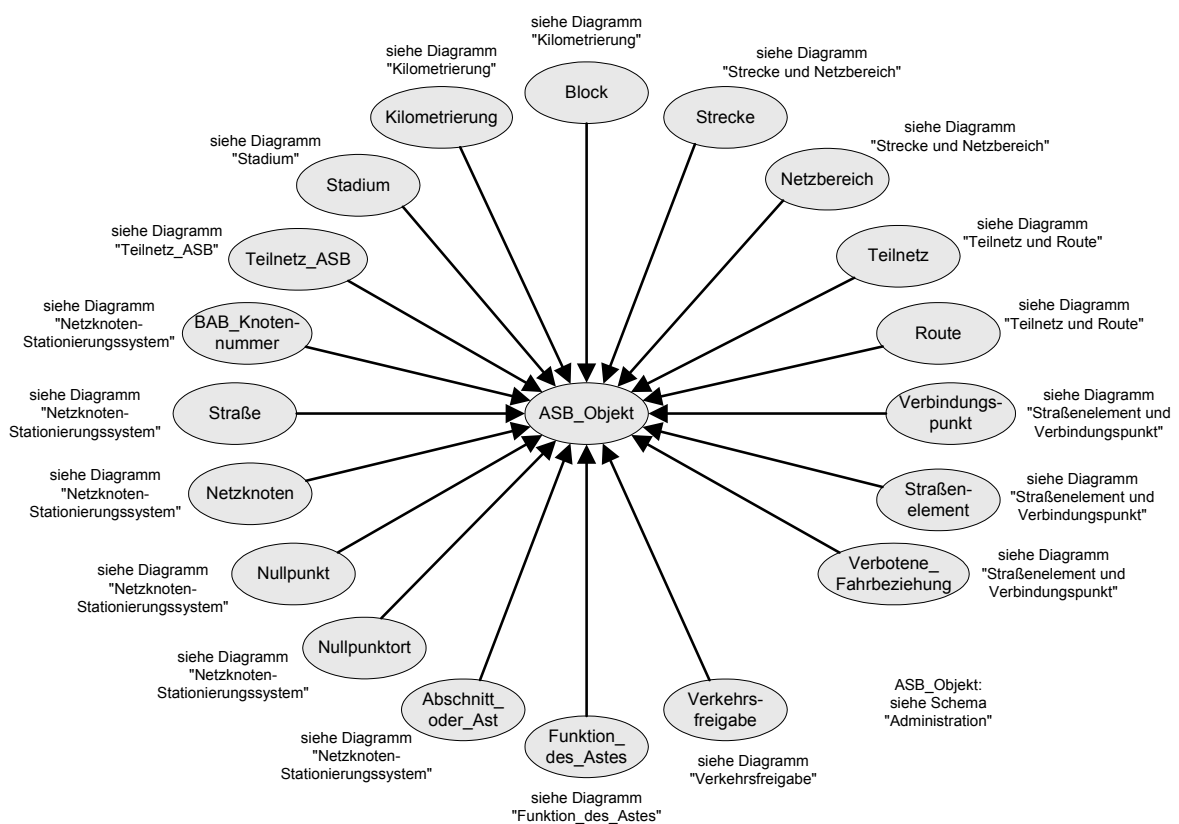 siehe Diagramm
"Kilometrierung"
Block
siehe Diagramm
"Kilometrierung"
Kilometrierung
siehe Diagramm
"Strecke und Netzbereich"
Strecke
siehe Diagramm
"Stadium"
Stadium
siehe Diagramm
"Strecke und Netzbereich"
Netzbereich
siehe Diagramm
"Teilnetz_ASB"
Teilnetz_ASB
siehe Diagramm
"Teilnetz und Route"
Teilnetz
siehe Diagramm
"Netzknoten-
Stationierungssystem"
BAB_Knoten-
nummer
siehe Diagramm
"Teilnetz und Route"
Route
siehe Diagramm
"Netzknoten-
Stationierungssystem"
Straße
ASB_Objekt
Verbindungs-
punkt
siehe Diagramm
"Straßenelement und
Verbindungspunkt"
siehe Diagramm
"Netzknoten-
Stationierungssystem"
Netzknoten
Straßen-
element
siehe Diagramm
"Straßenelement und
Verbindungspunkt"
siehe Diagramm
"Netzknoten-
Stationierungssystem"
Nullpunkt
Verbotene_
Fahrbeziehung
siehe Diagramm
"Straßenelement und
Verbindungspunkt"
siehe Diagramm
"Netzknoten-
Stationierungssystem"
Nullpunktort
siehe Diagramm
"Netzknoten-
Stationierungssystem"
Abschnitt_
oder_Ast
Funktion_
des_Astes
siehe Diagramm
"Funktion_des_Astes"
Verkehrs-
freigabe
siehe Diagramm
"Verkehrsfreigabe"
ASB_Objekt:
siehe Schema
"Administration"